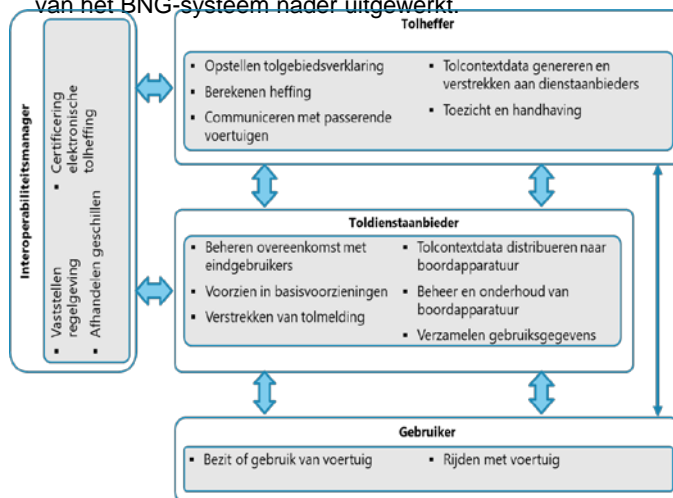 van het BNG-systeem nader uitgewerkt.
Interoperabiliteitsmanager
▪ Vaststellen
regelgeving
▪ Afhandelen geschillen
▪ Certificering
elektronische
tolheffing
Tolheffer
▪ Opstellen tolgebiedsverklaring
▪ Berekenen heffing
▪ Communiceren met passerende
voertuigen
▪ Tolcontextdata genereren en
verstrekken aan dienstaanbieders
▪ Toezicht en handhaving
Toldienstaanbieder
▪ Beheren overeenkomst met
eindgebruikers
▪ Voorzien in basisvoorzieningen
▪ Verstrekken van tolmelding
▪ Tolcontextdata distribueren naar
boordapparatuur
▪ Beheer en onderhoud van
boordapparatuur
▪ Verzamelen gebruiksgegevens
Gebruiker
▪ Bezit of gebruik van voertuig
▪ Rijden met voertuig